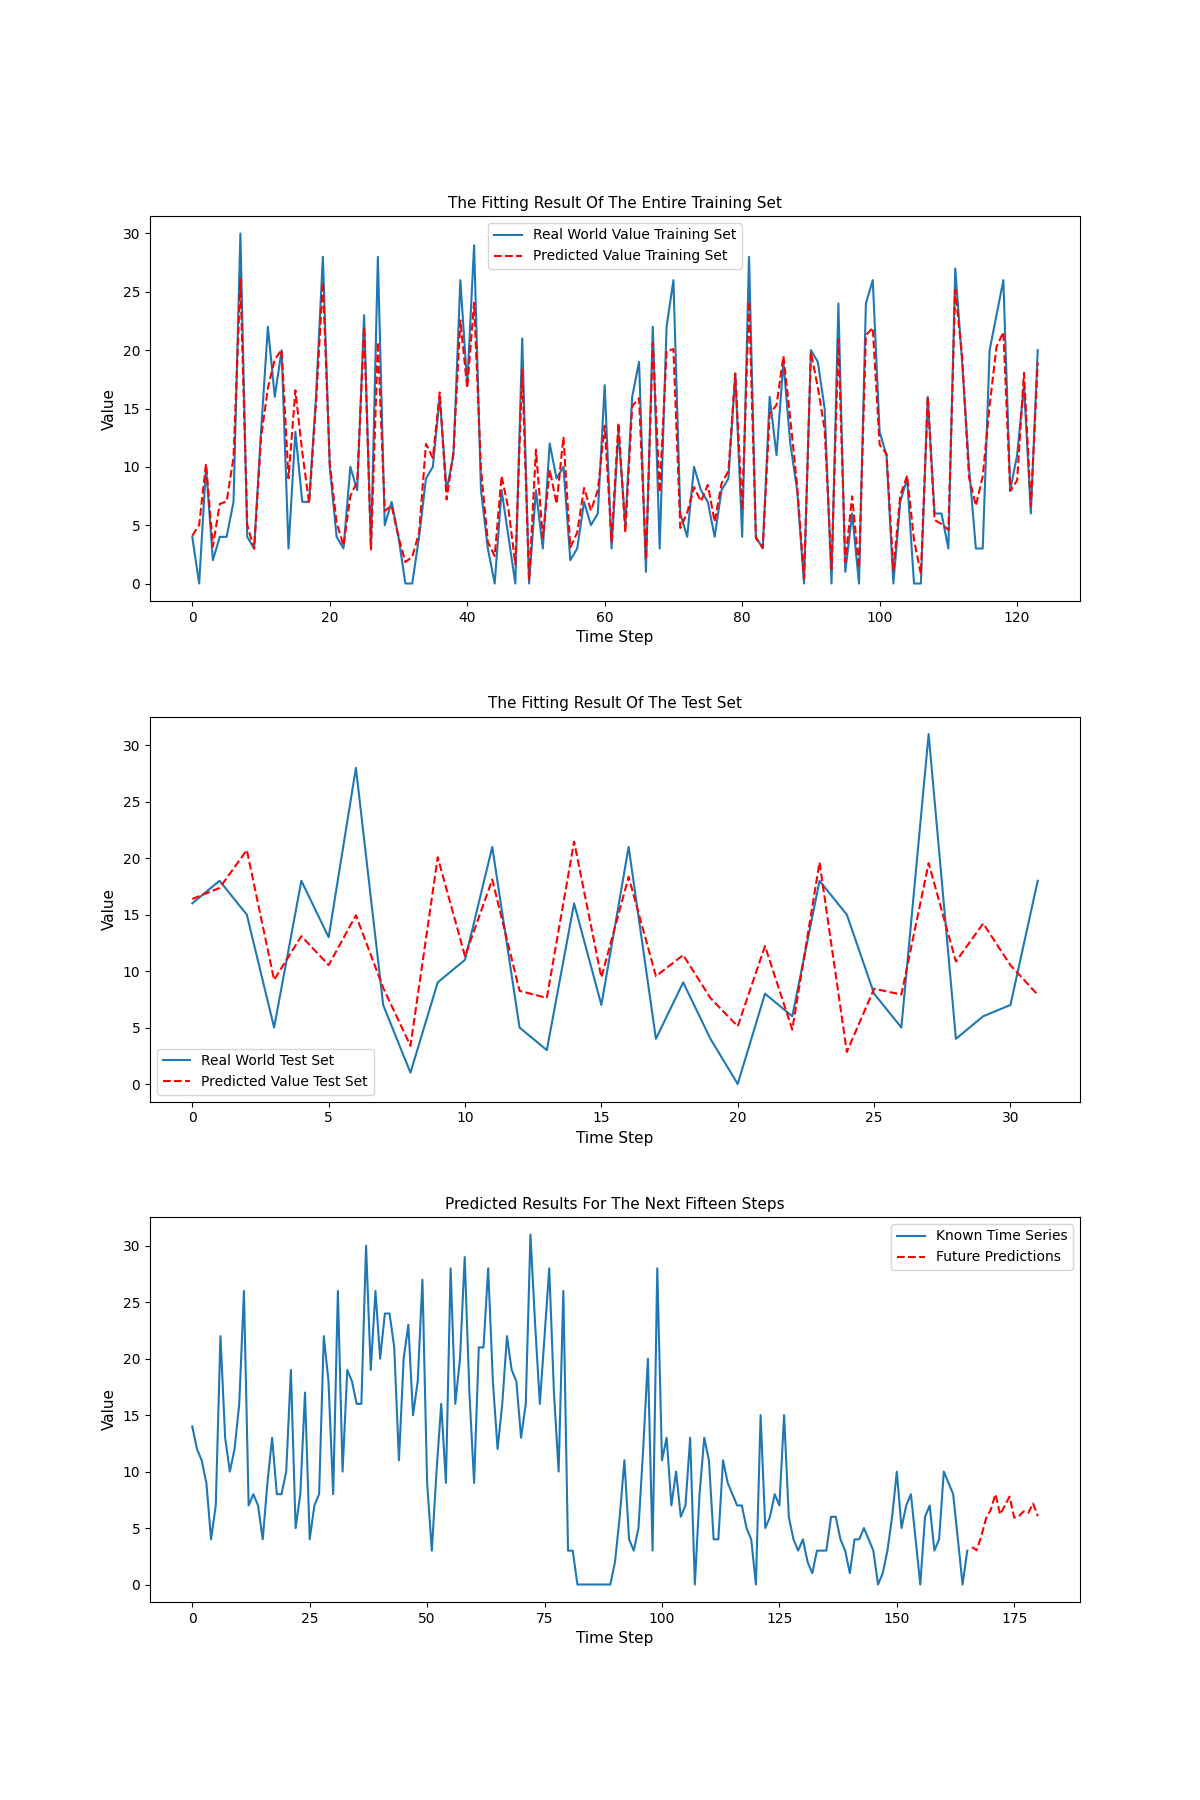 The Fitting Result Of The Entire Training Set
30
25
20
15
10
5
0
Value
Real World Value Training Set
Predicted Value Training Set
0 20 40 60 80 100 120
Time Step
The Fitting Result Of The Test Set
30
25
20
15
10
5
0
Value
Real World Test Set
Predicted Value Test Set
0 5 10 15 20 25 30
Time Step
Predicted Results For The Next Fifteen Steps
30
25
20
15
10
5
0
Value
Known Time Series
Future Predictions
0 25 50 75 100 125 150 175
Time Step